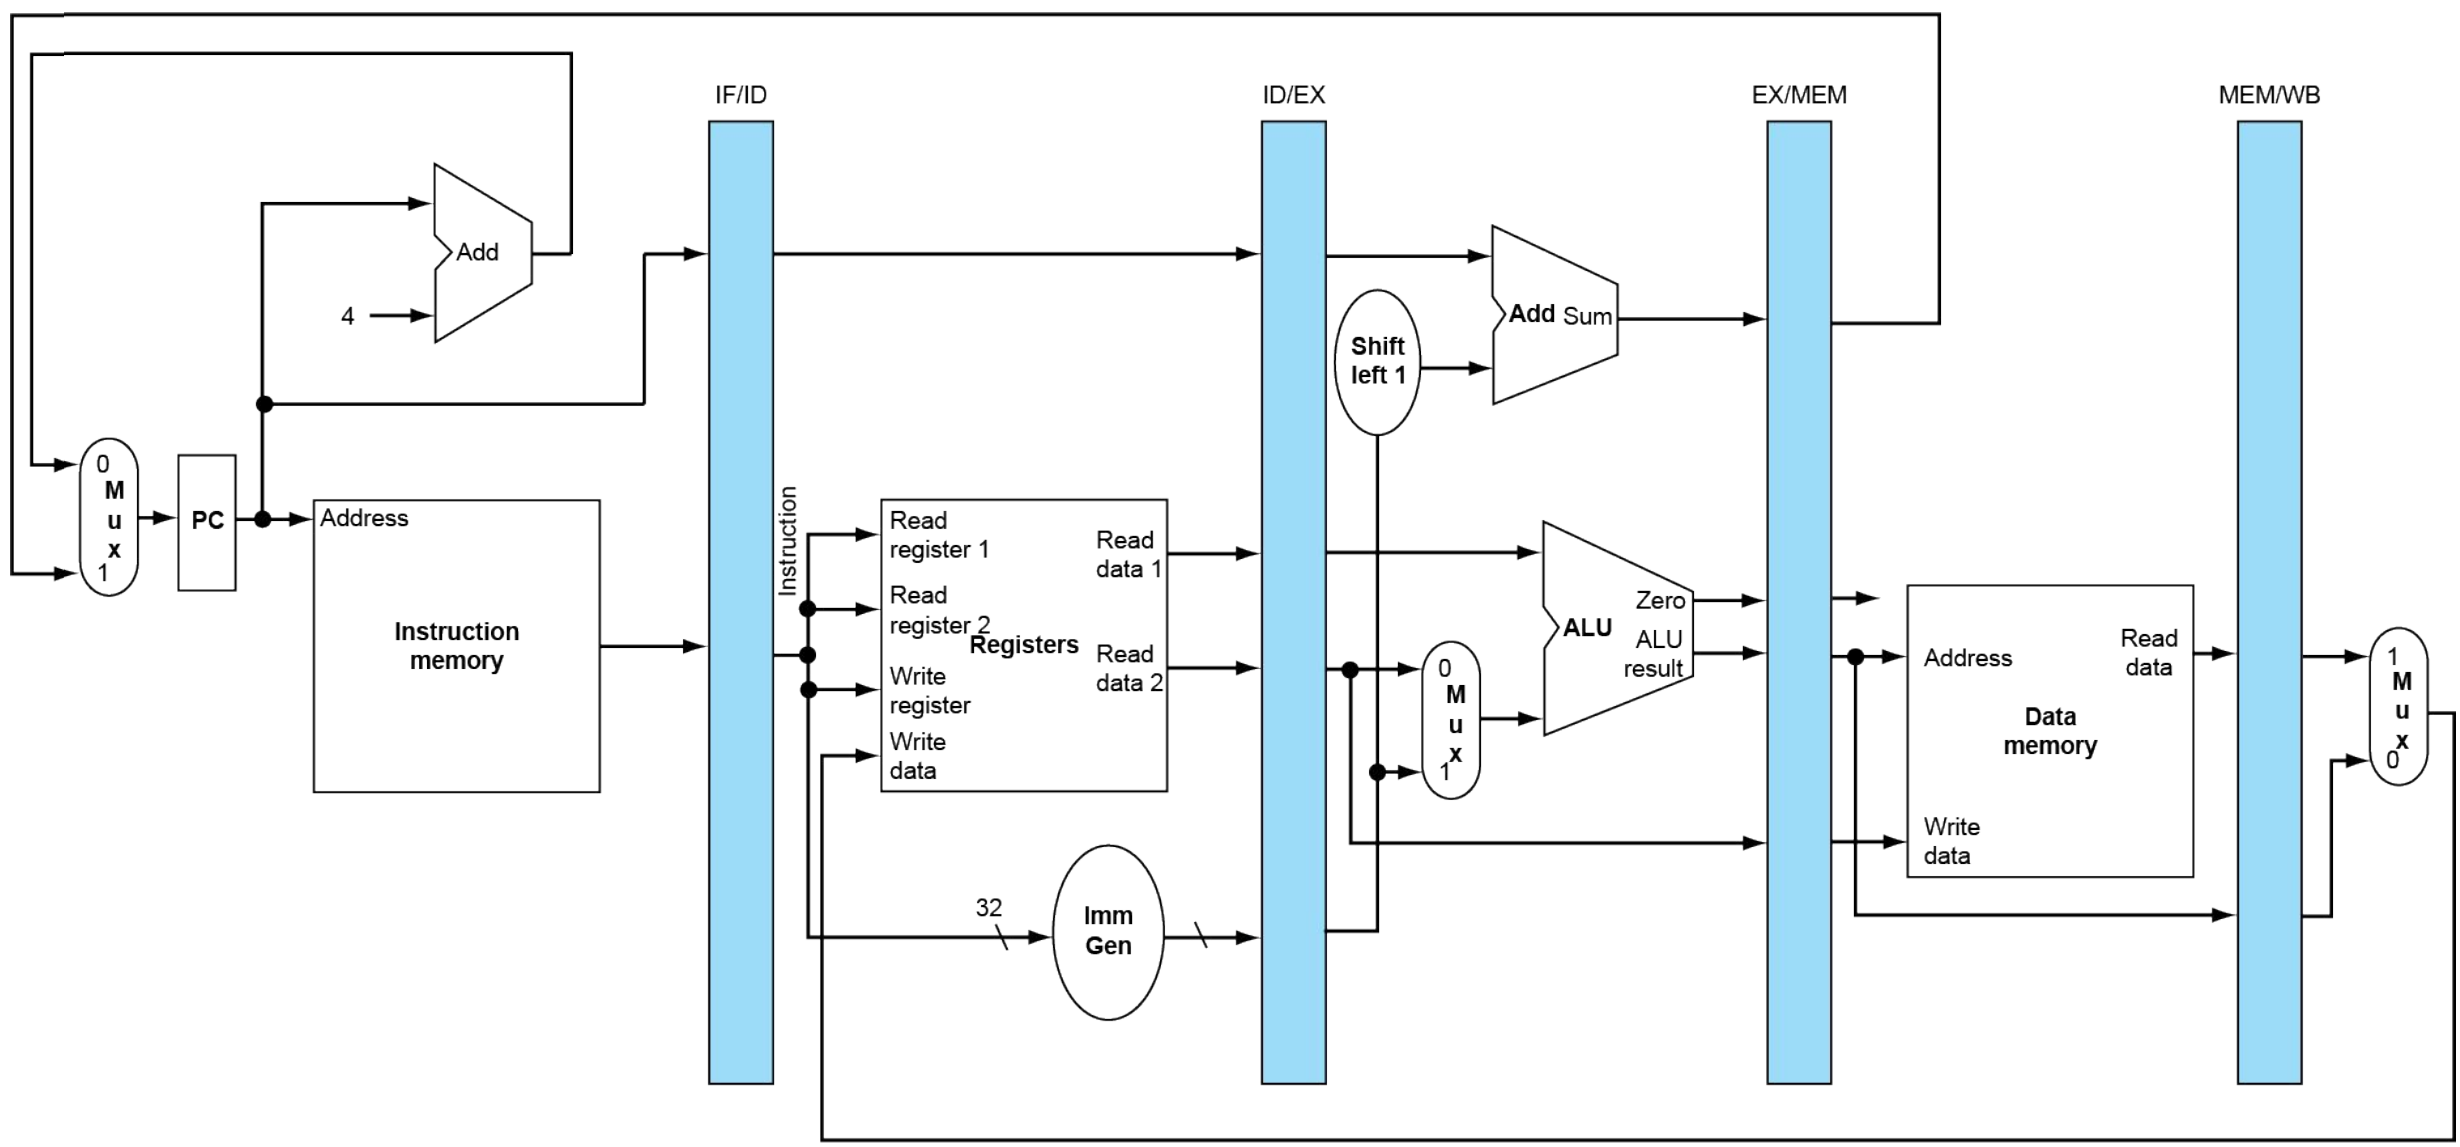 IF/ID
ID/EX
EX/MEM
MEM/WB
Add
4
Add Sum
Shift
left 1
0
M
u
x
1
PC
Address
Instruction
memory
Instruction
Read
register 1
Read
register 2
Registers
Write
register
Write
data
Read
data 1
Read
data 2
32
Imm
Gen
0
M
u
x
1
ALU
Zero
ALU
result
Address
Read
data
Data
memory
Write
data
1
M
u
x
0